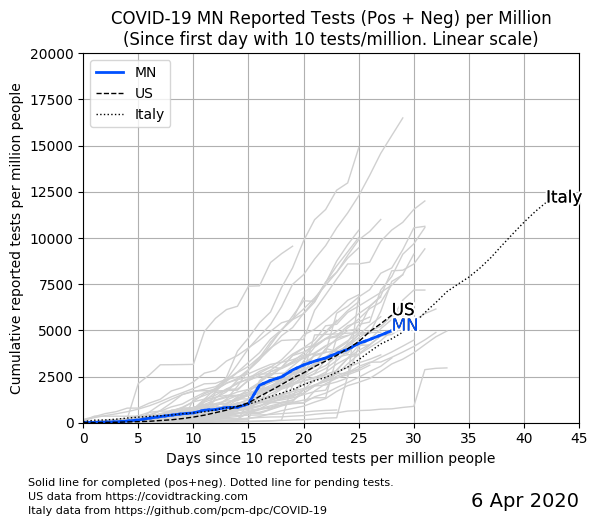 COVID-19 MN Reported Tests (Pos + Neg) per Million
(Since first day with 10 tests/million. Linear scale)
Cumulative reported tests per million people
20000
17500
15000
12500
10000
7500
5000
2500
0
MN
US
Italy
Italy
US
MN
0 5 10 15 20 25 30 35 40 45
Days since 10 reported tests per million people
Solid line for completed (pos+neg). Dotted line for pending tests.
US data from https://covidtracking.com
Italy data from https://github.com/pcm-dpc/COVID-19
6 Apr 2020